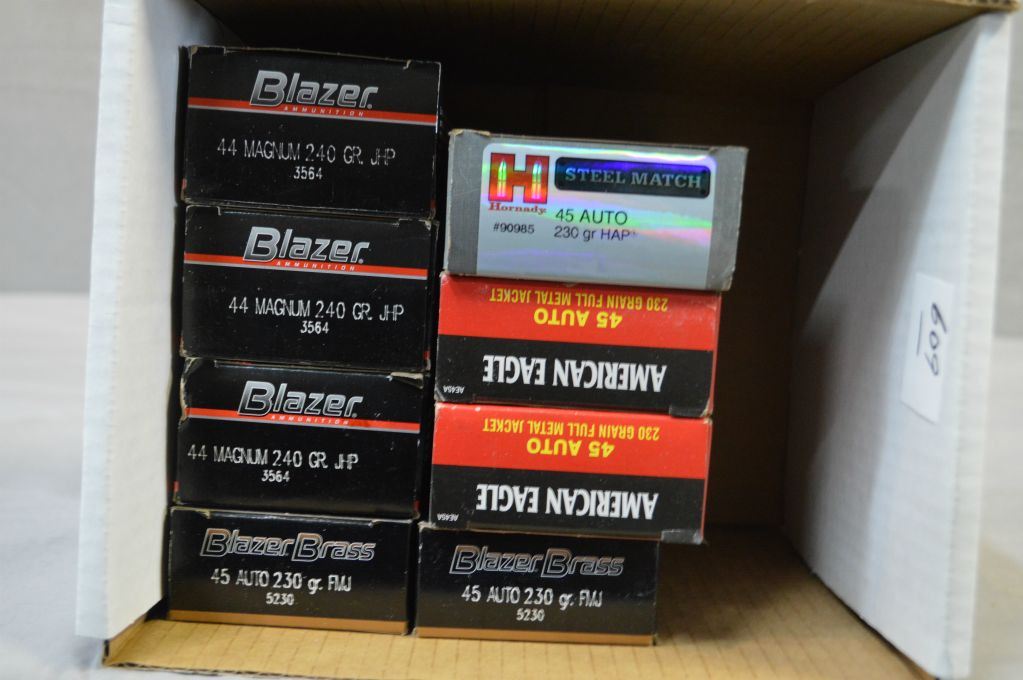 Blazer.
AMMUNITION
44 MAGNUM 240 GR. JHP
3564
Blazer.
AMMUNITION
44 MAGNUM 240 GR. JHP
3564
Blazer.
AMMUNITION
44 MAGNUM 240 GR. JHP
3564
Blazer Brass
45 AUTO 230 gr. FMJ
5230
H STEEL MATCH
Hornady
45 AUTO
#90985 230 gr HAP®
230 GRAIN FULL METAL JACKET
45 AUTO
AMERICAN EAGLE
AE45A
230 GRAIN FULL METAL JACKET
45 AUTO
AMERICAN EAGLE
AE45A
Blazer Brass
45 AUTO 230 gr. FMJ
5230
609